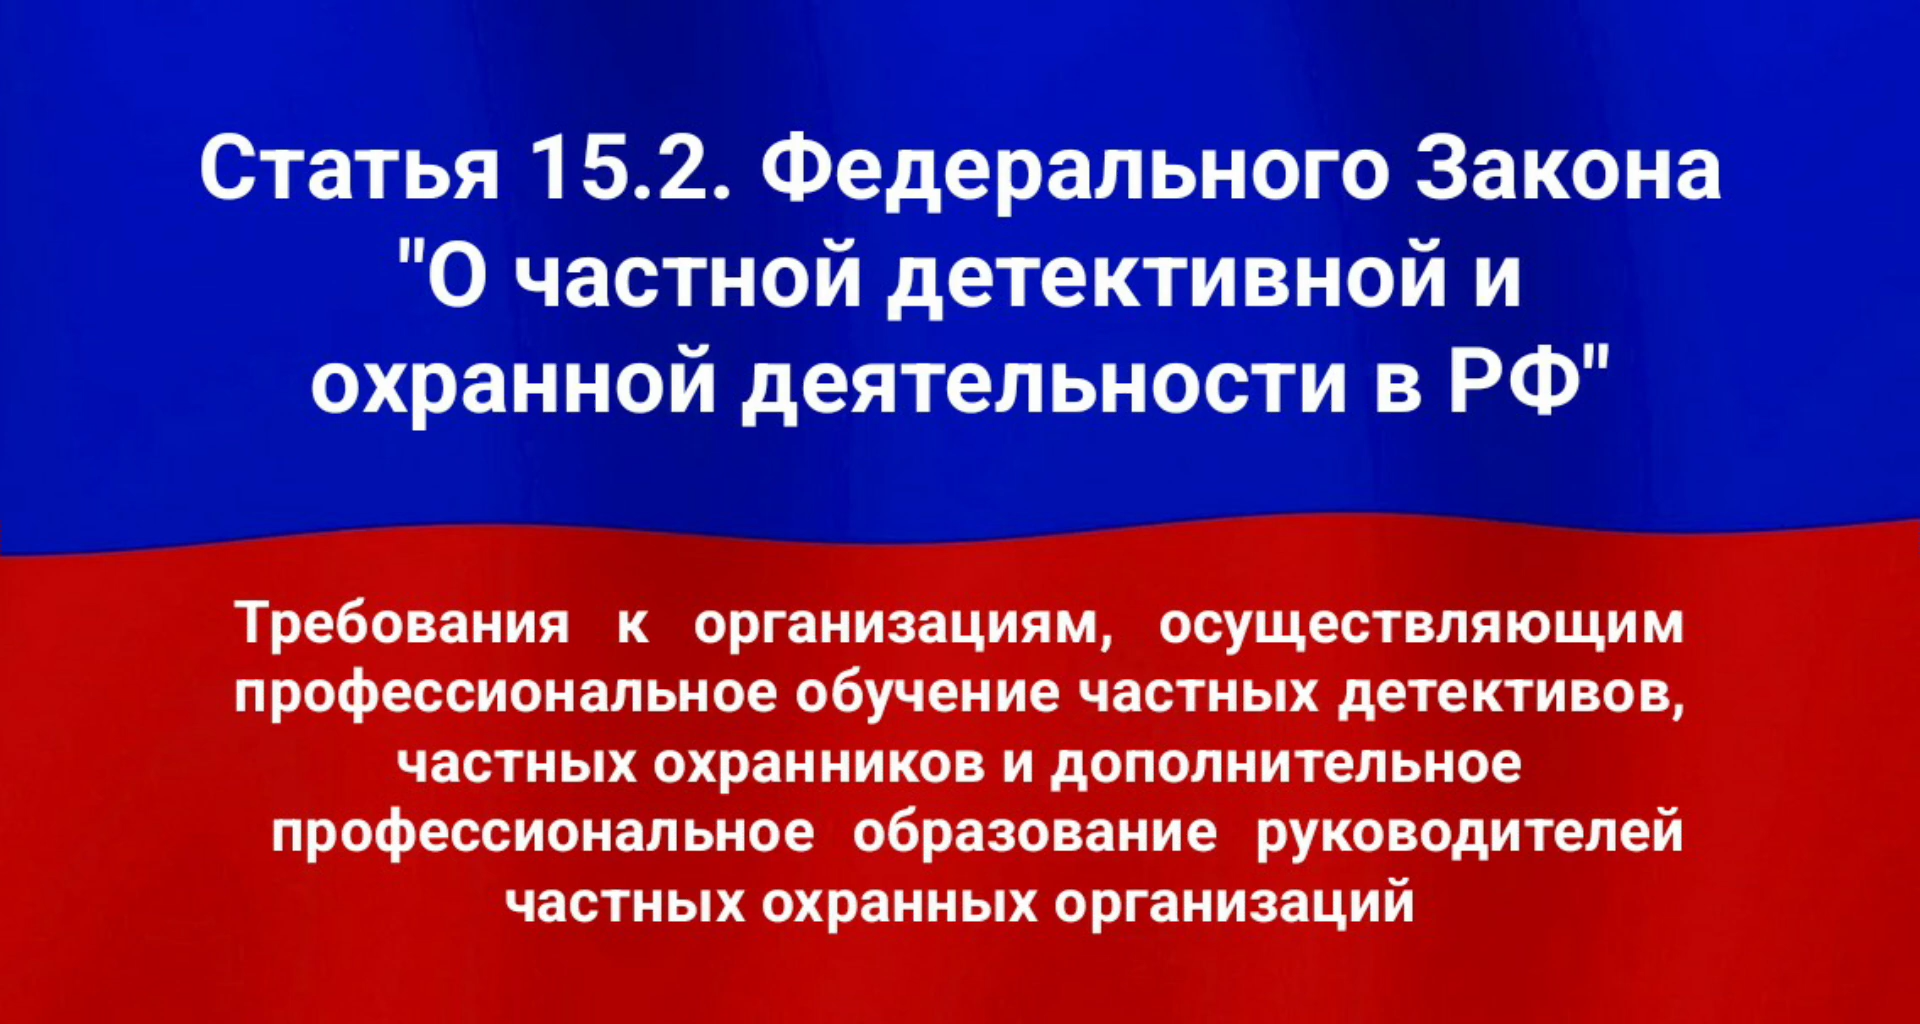 Статья 15.2. Федерального Закона
"О частной детективной и
охранной деятельности в РФ"
Требования к организациям, осуществляющим
профессиональное обучение частных детективов,
частных охранников и дополнительное
профессиональное образование руководителей
частных охранных организаций